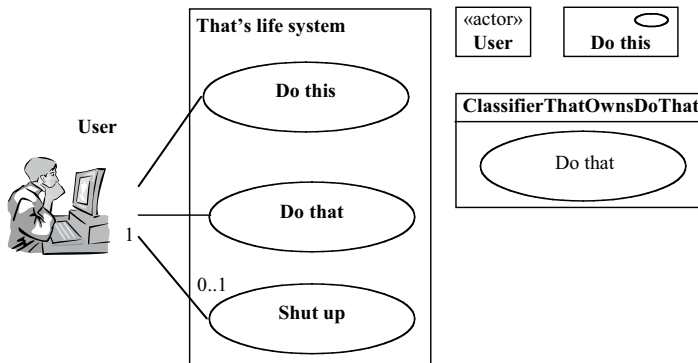 That’s life system
Do this
User
Do that
1
0..1
Shut up
«actor»
User
Do this
ClassifierThatOwnsDoThat
Do that